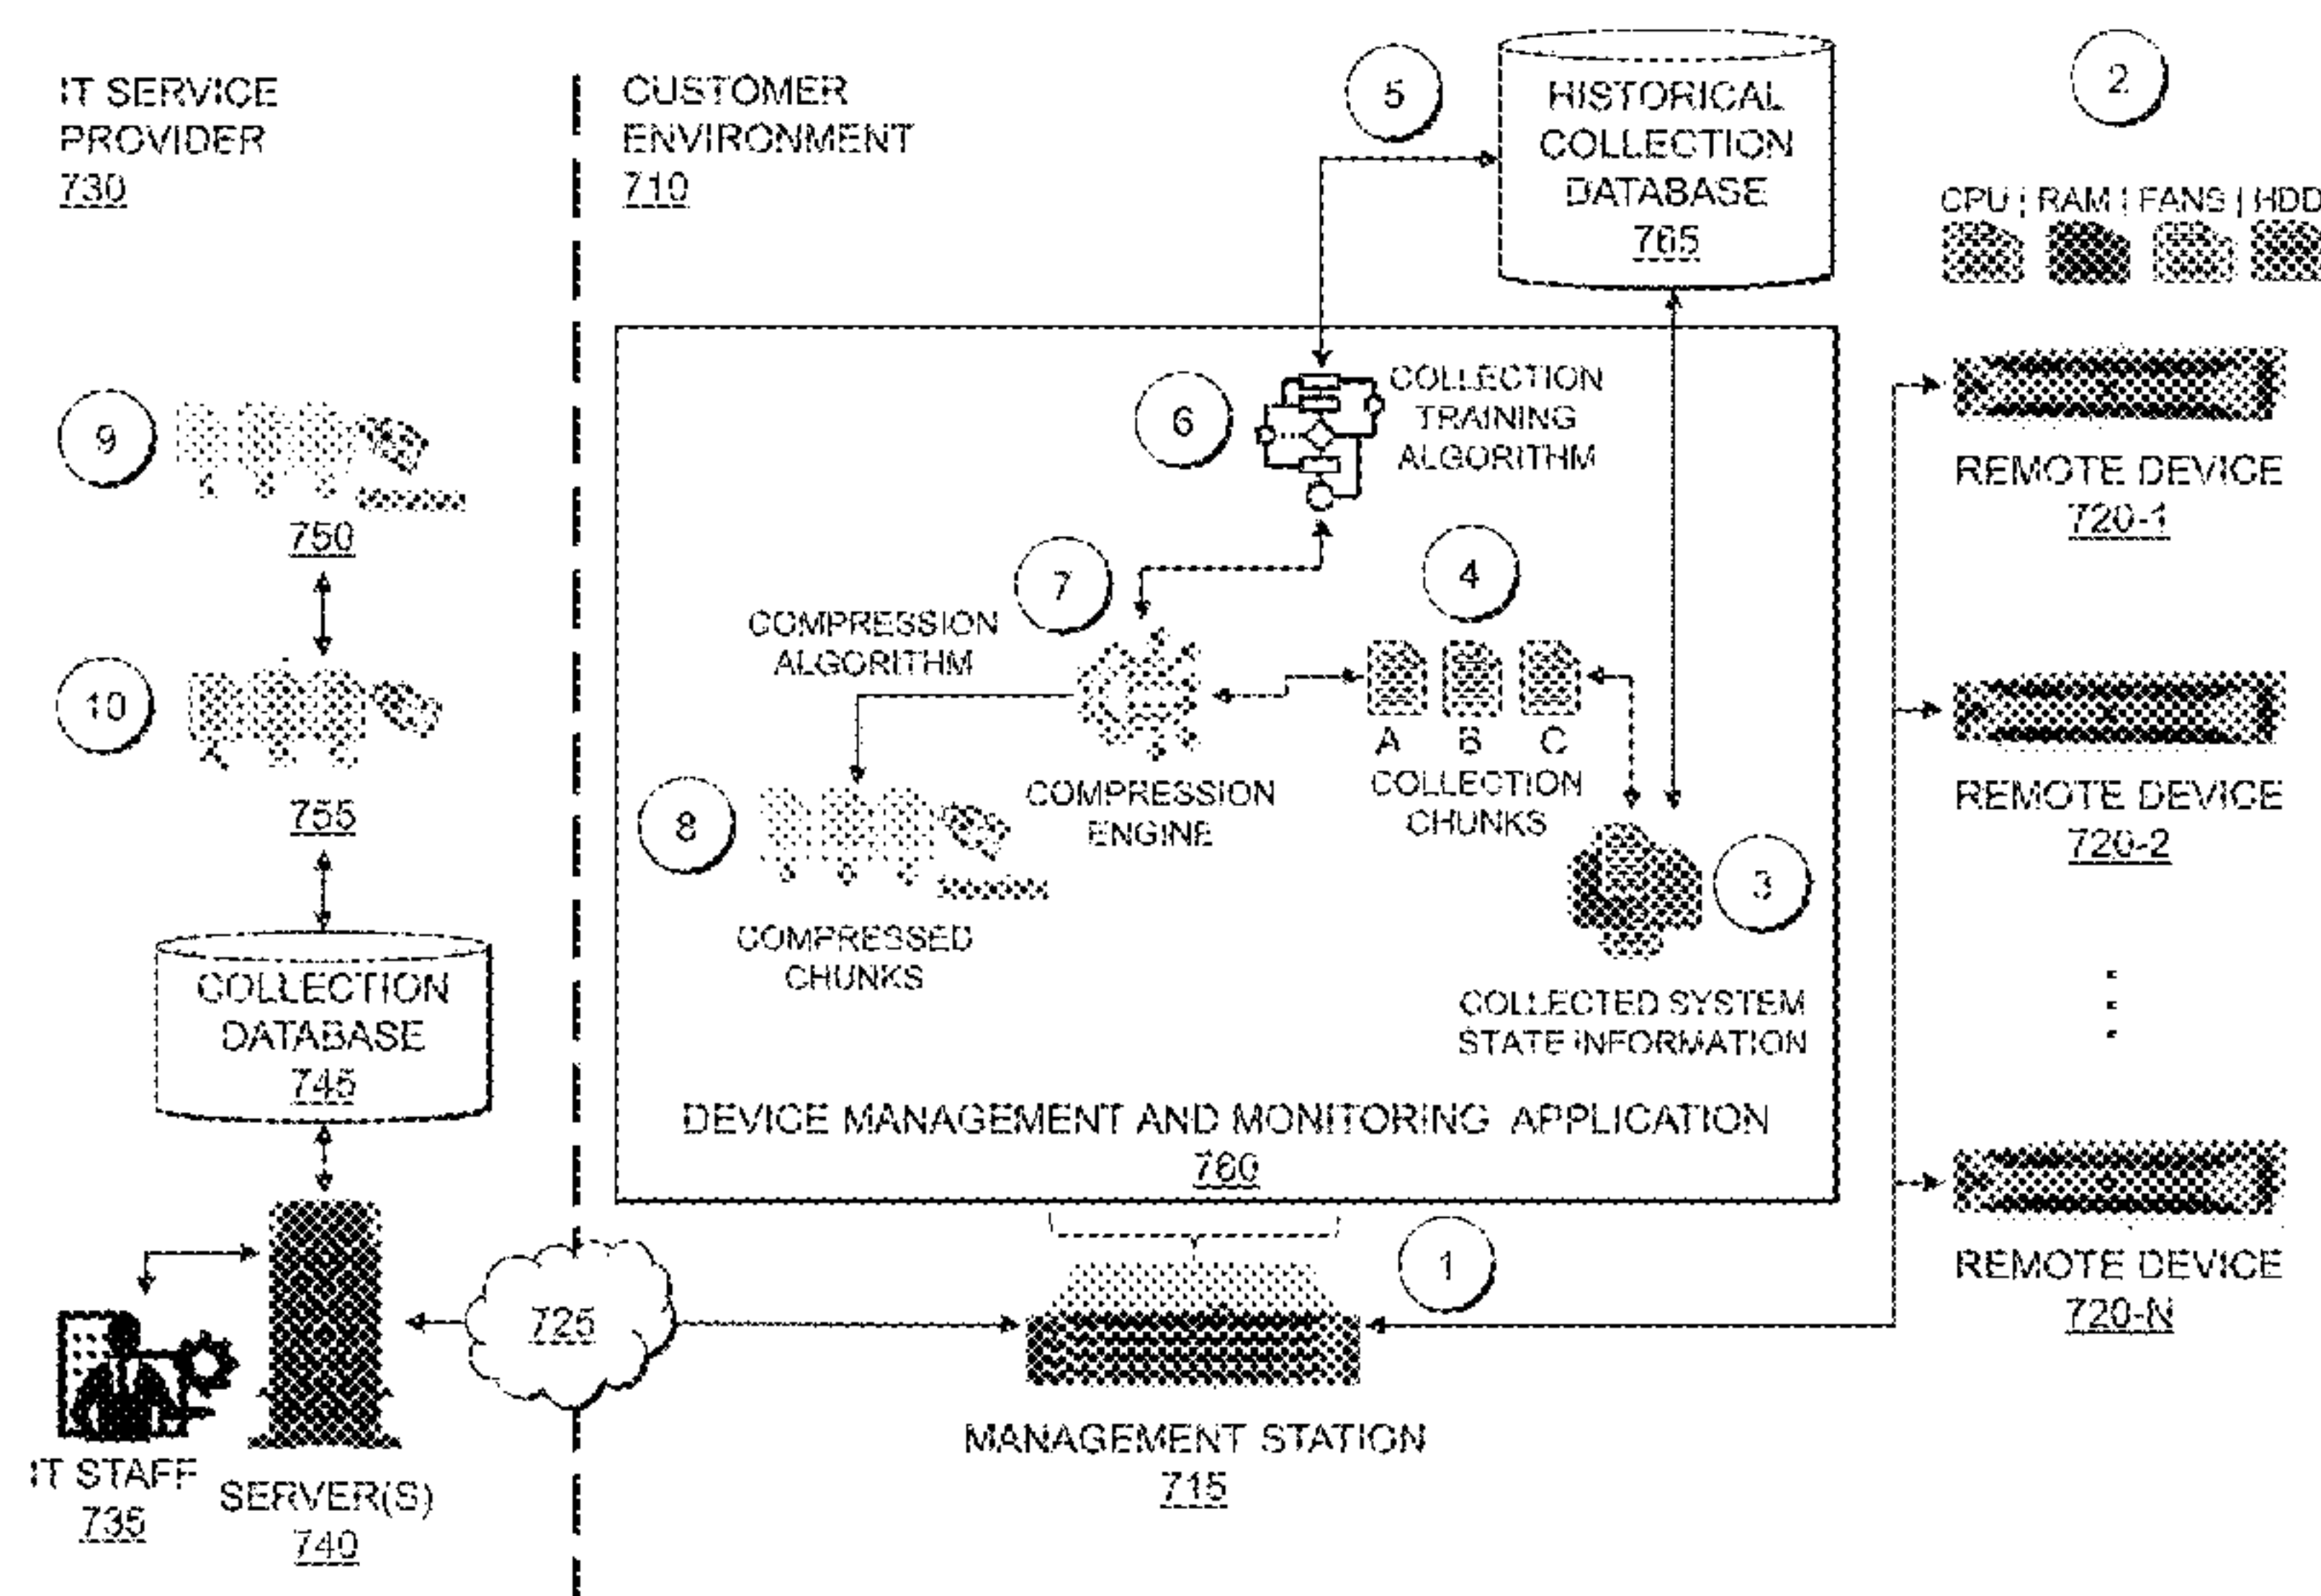 IT SERVICE
PROVIDER
730
CUSTOMER
ENVIRONMENT
710
5
HISTORICAL
COLLECTION
DATABASE
765
2
CPU | RAM | FANS | HDD
9
750
10
755
COLLECTION
DATABASE
745
IT STAFF
735
SERVER(S)
740
725
6
COLLECTION
TRAINING
ALGORITHM
7
COMPRESSION
ALGORITHM
4
A B C
COLLECTION
CHUNKS
COMPRESSION
ENGINE
8
COMPRESSED
CHUNKS
3
COLLECTED SYSTEM
STATE INFORMATION
DEVICE MANAGEMENT AND MONITORING APPLICATION
760
1
MANAGEMENT STATION
715
REMOTE DEVICE
720-1
REMOTE DEVICE
720-2
REMOTE DEVICE
720-N